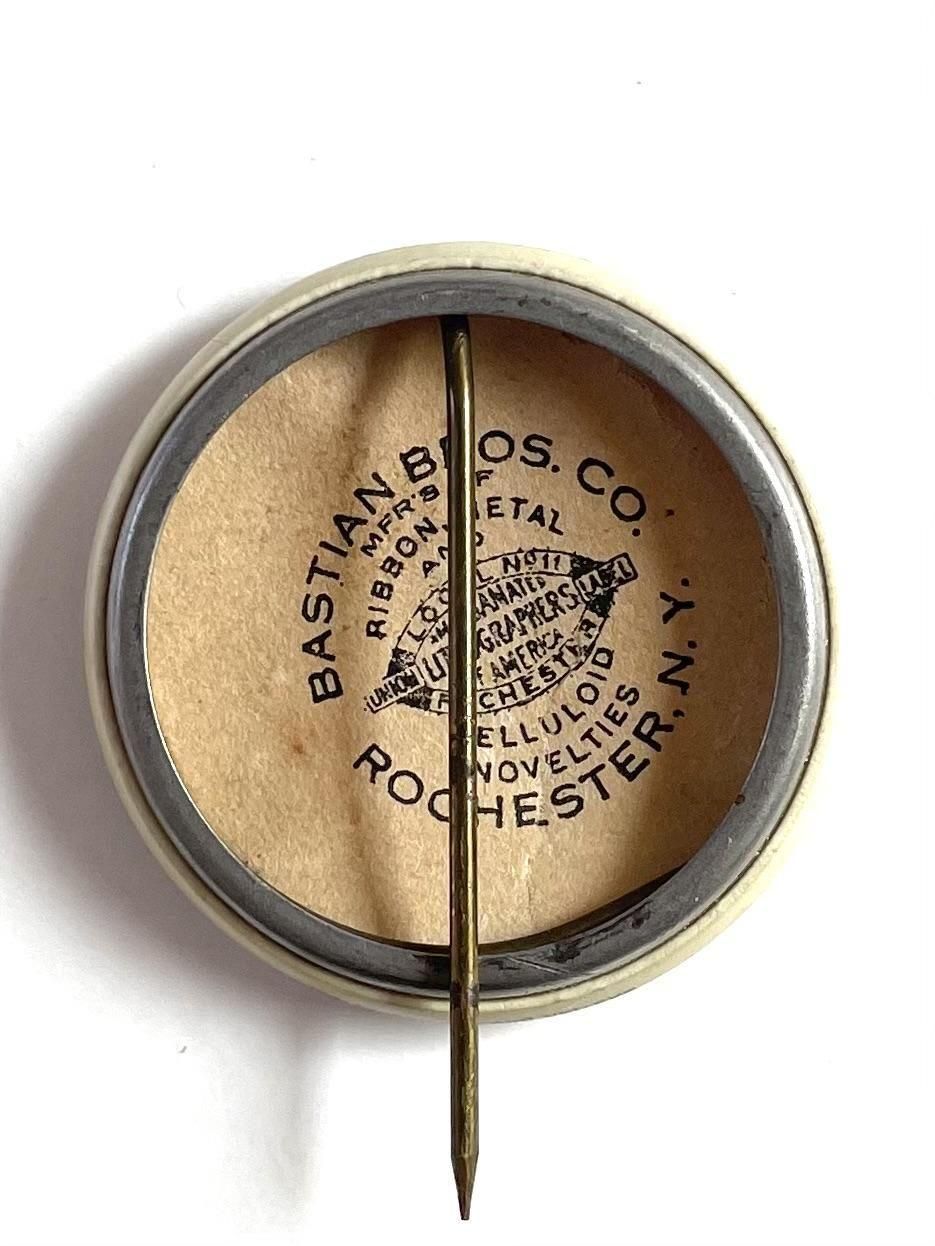 BASTIAN BROS. CO.
MFR'S OF
RIBBON, METAL
AND
LOCAL No 11
AMALGAMATED
LITHOGRAPHERS
OF AMERICA
ROCHESTER
UNION LABEL
CELLULOID
NOVELTIES
ROCHESTER, N.Y.